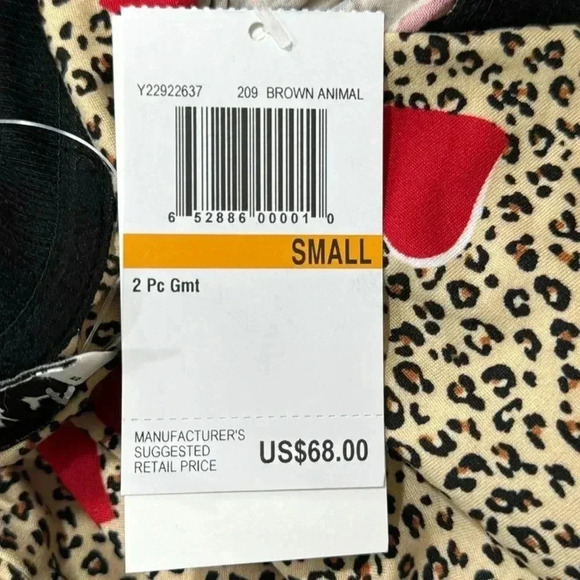 Y22922637 209 BROWN ANIMAL
6 52886 00001 0
SMALL
2 Pc Gmt
MANUFACTURER'S
SUGGESTED
RETAIL PRICE
US$68.00